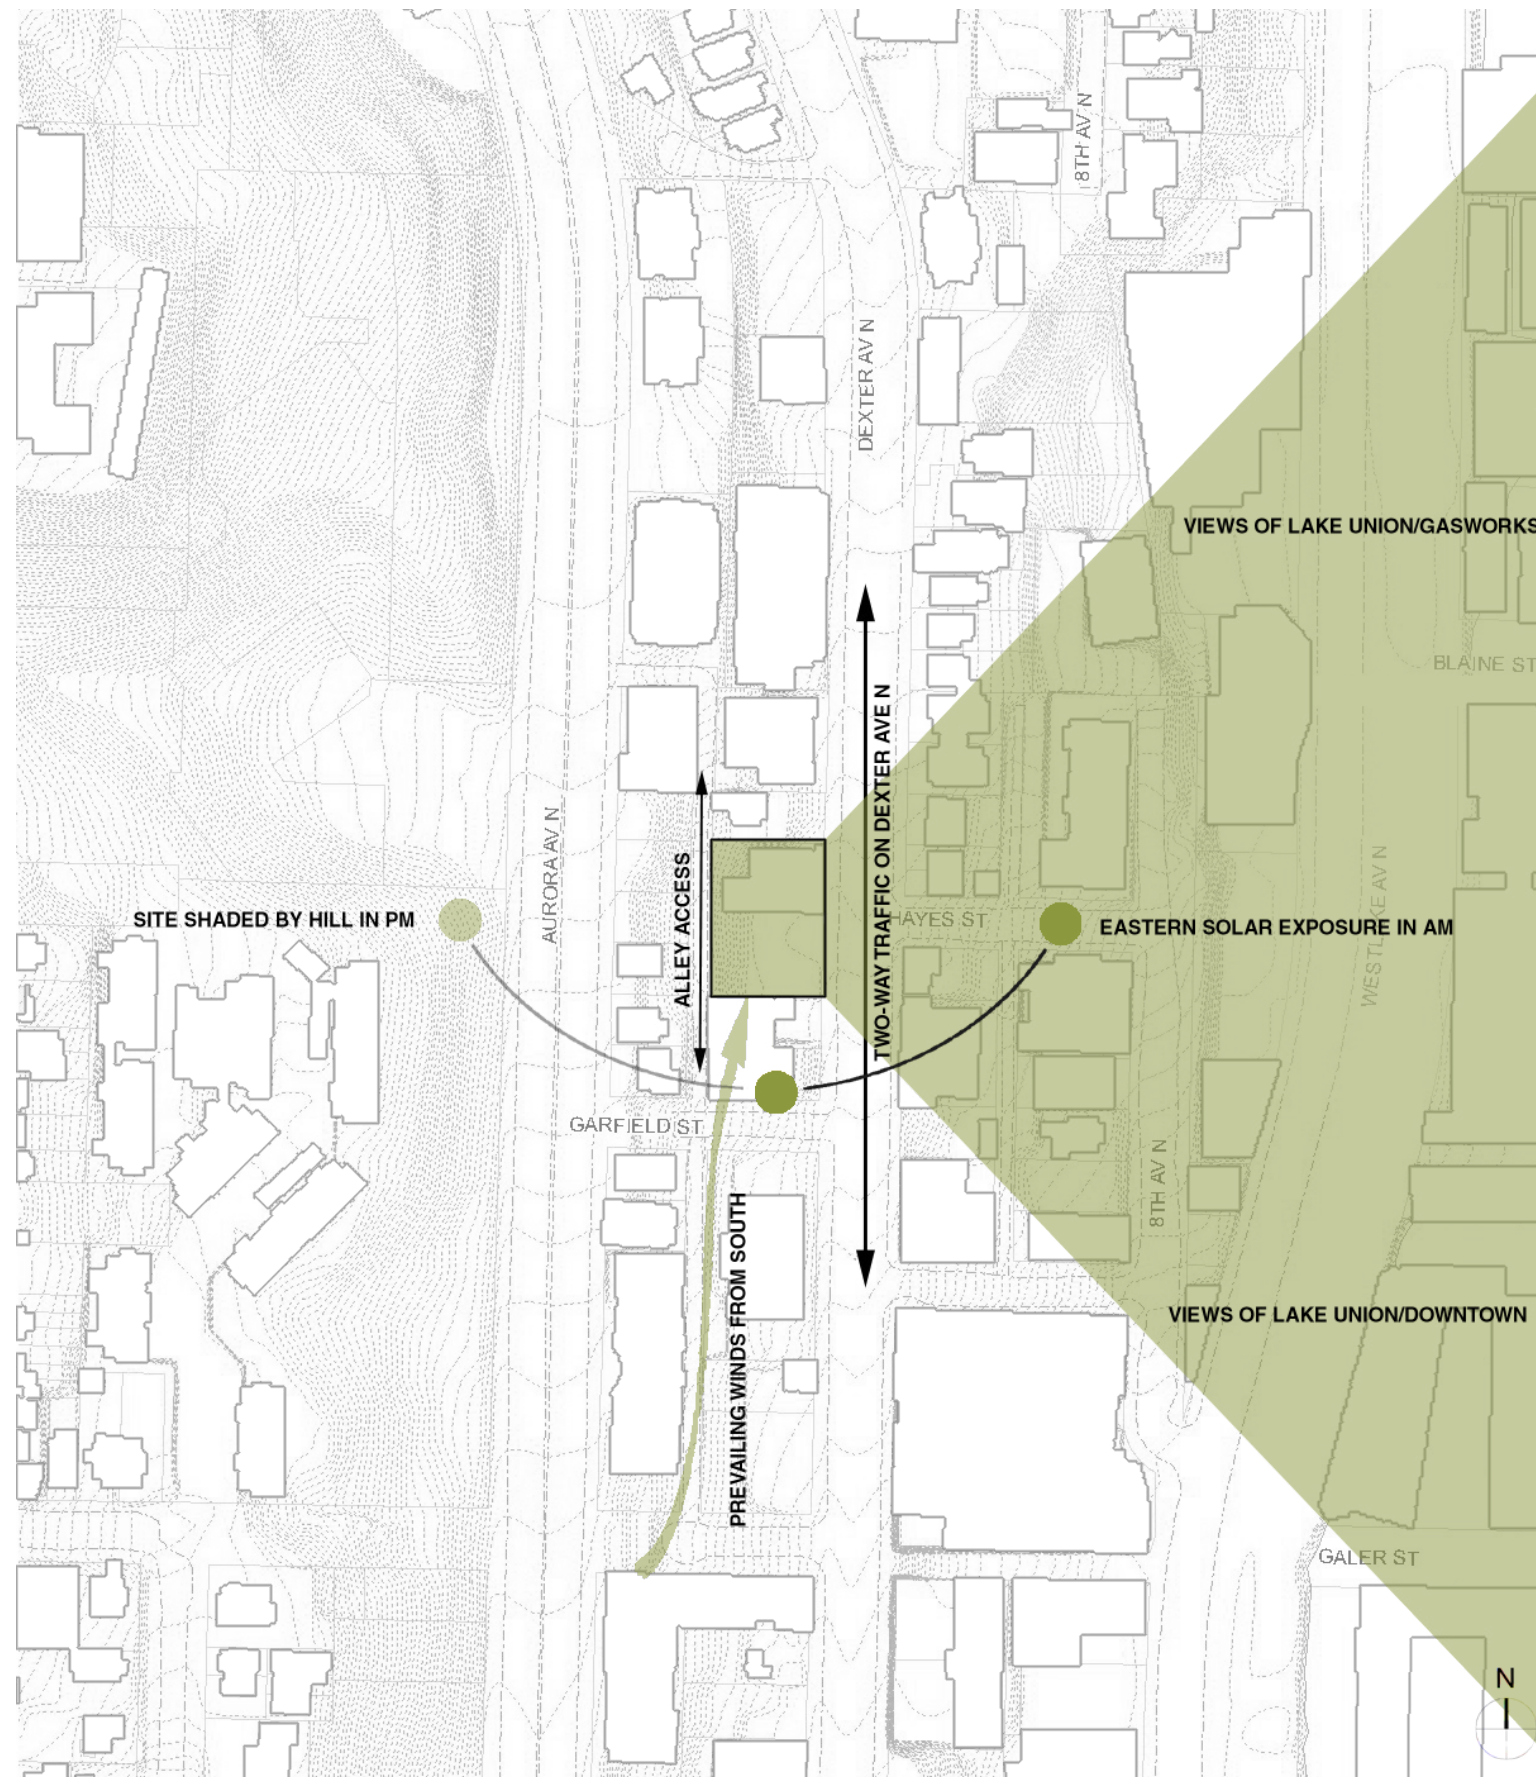 8TH AV N
DEXTER AV N
VIEWS OF LAKE UNION/GASWORKS
BLAINE ST
TWO-WAY TRAFFIC ON DEXTER AVE N
AURORA AV N
ALLEY ACCESS
WESTLAKE AV N
SITE SHADED BY HILL IN PM
HAYES ST
EASTERN SOLAR EXPOSURE IN AM
GARFIELD ST
8TH AV N
PREVAILING WINDS FROM SOUTH
VIEWS OF LAKE UNION/DOWNTOWN
GALER ST
N